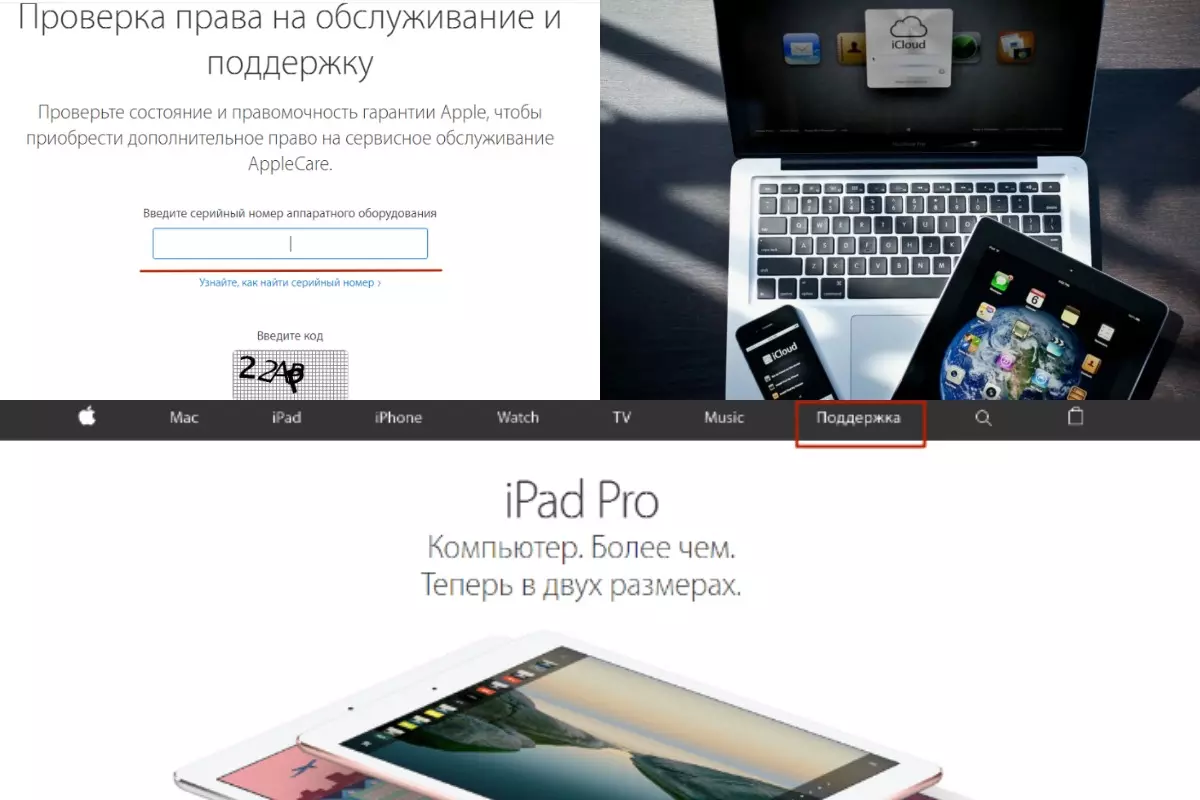 Проверка права на обслуживание и
поддержку
Проверьте состояние и правомочность гарантии Apple, чтобы
приобрести дополнительное право на сервисное обслуживание
AppleCare.
Введите серийный номер аппаратного оборудования
Узнайте, как найти серийный номер ›
Введите код
iCloud
iCloud
Mac iPad iPhone Watch TV Music Поддержка
iPad Pro
Компьютер. Более чем.
Теперь в двух размерах.